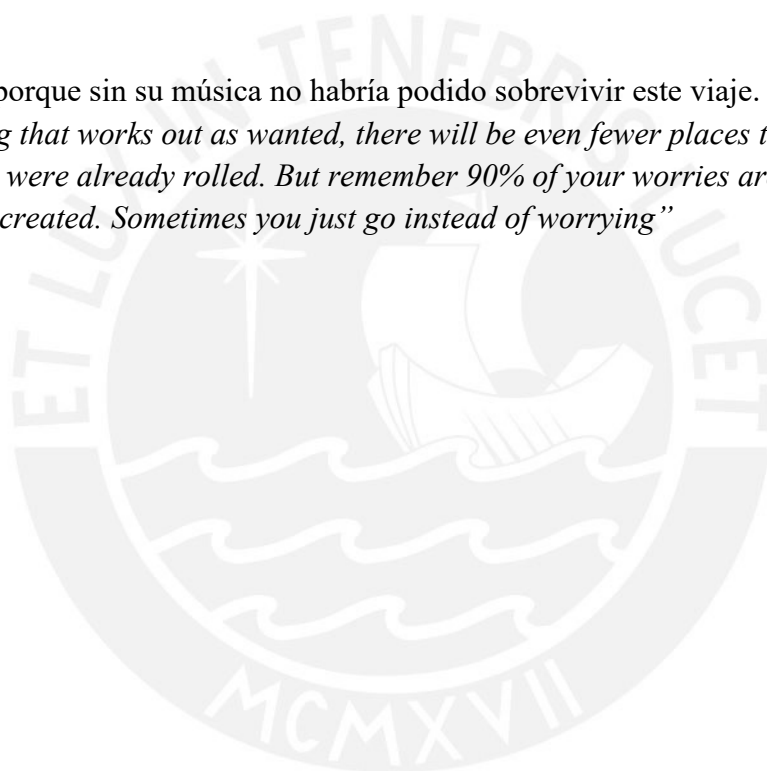 porque sin su música no habría podido sobrevivir este viaje.
g that works out as wanted, there will be even fewer places t
were already rolled. But remember 90% of your worries ar
created. Sometimes you just go instead of worrying”
ET LUX IN TENEBRIS LUCET
MCMXVII